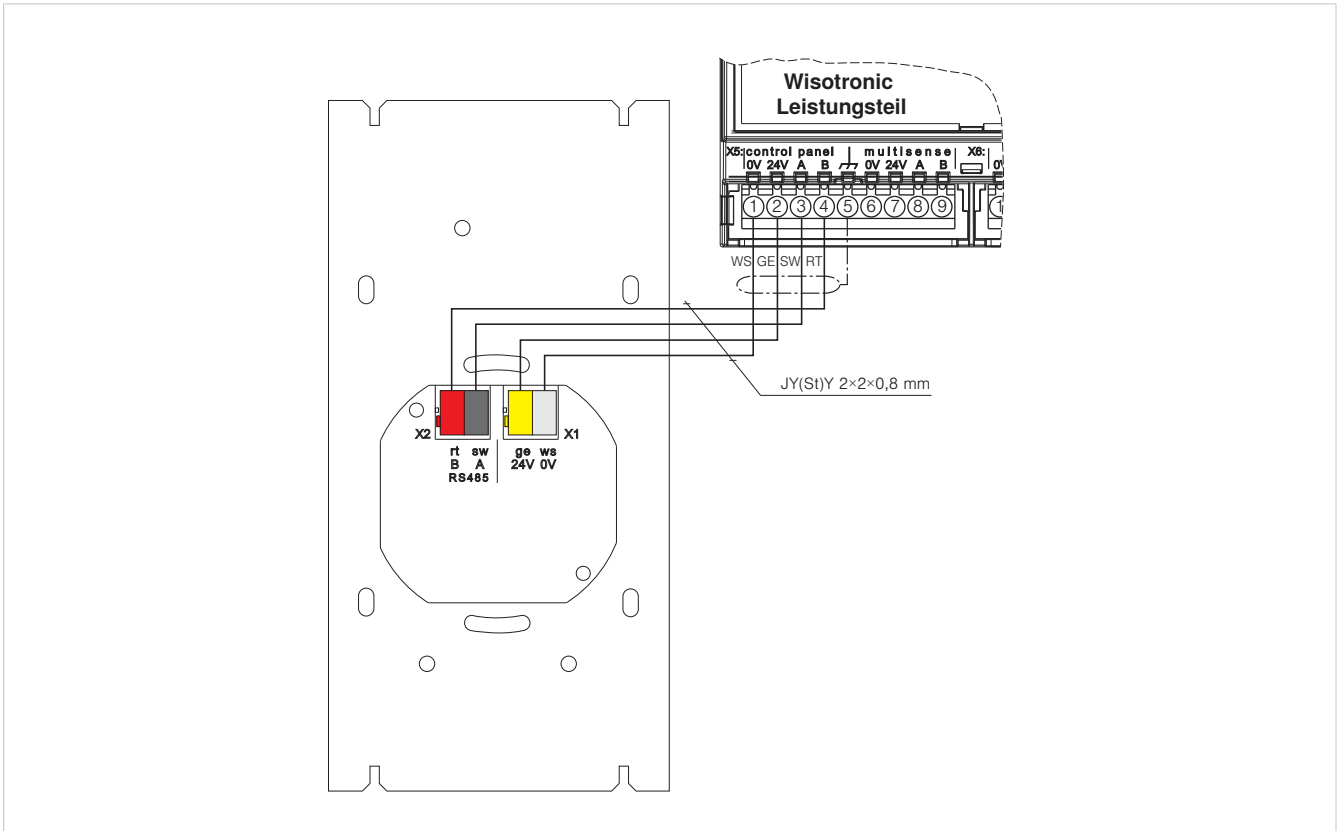 Wisotronic
Leistungsteil
X5: control panel multisense X6:
0V 24V A B 0V 24V A B
1 2 3 4 5 6 7 8 9
WS GE SW RT
JY(St)Y 2×2×0,8 mm
X2 X1
rt sw ge ws
B A 24V 0V
RS485